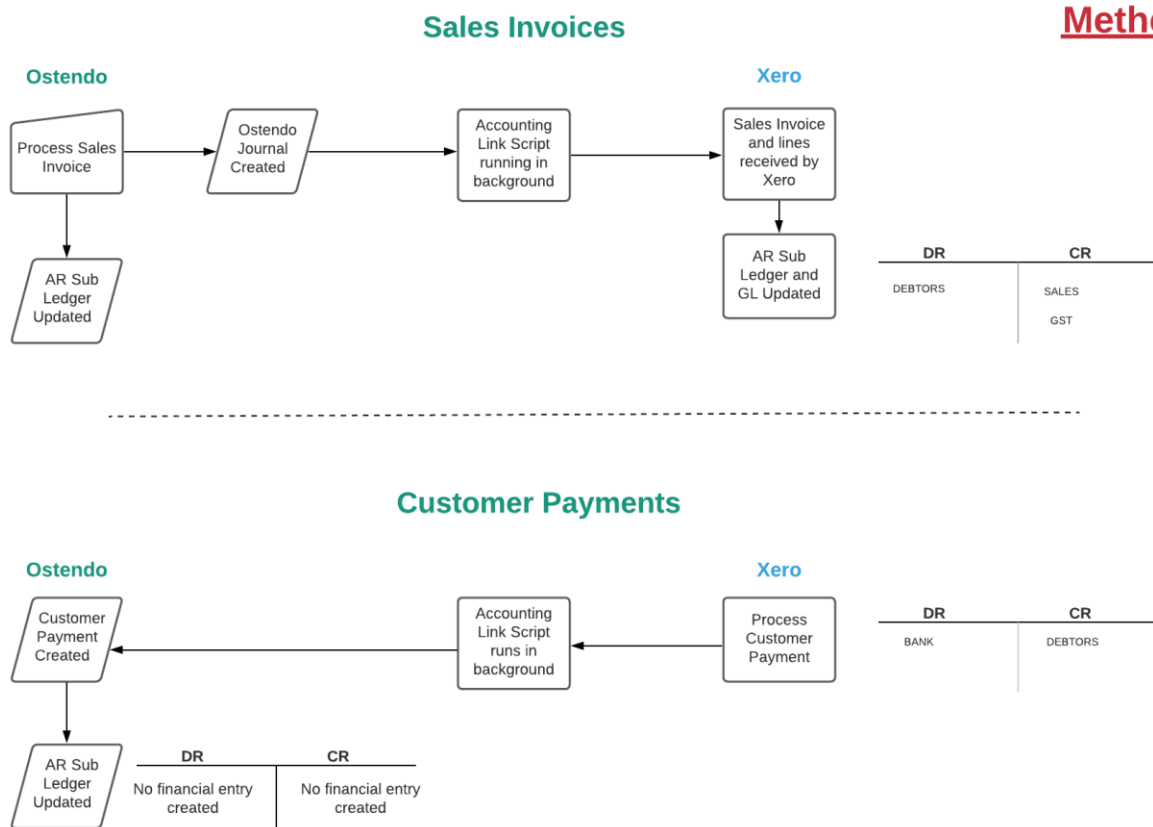 Sales Invoices
Metho
Ostendo
Xero
Process Sales
Invoice
Ostendo
Journal
Created
Accounting
Link Script
running in
background
Sales Invoice
and lines
received by
Xero
AR Sub
Ledger
Updated
AR Sub
Ledger and
GL Updated
DR
CR
DEBTORS
SALES
GST
Customer Payments
Ostendo
Xero
Customer
Payment
Created
Accounting
Link Script
runs in
background
Process
Customer
Payment
DR
CR
BANK
DEBTORS
AR Sub
Ledger
Updated
DR
CR
No financial entry
created
No financial entry
created